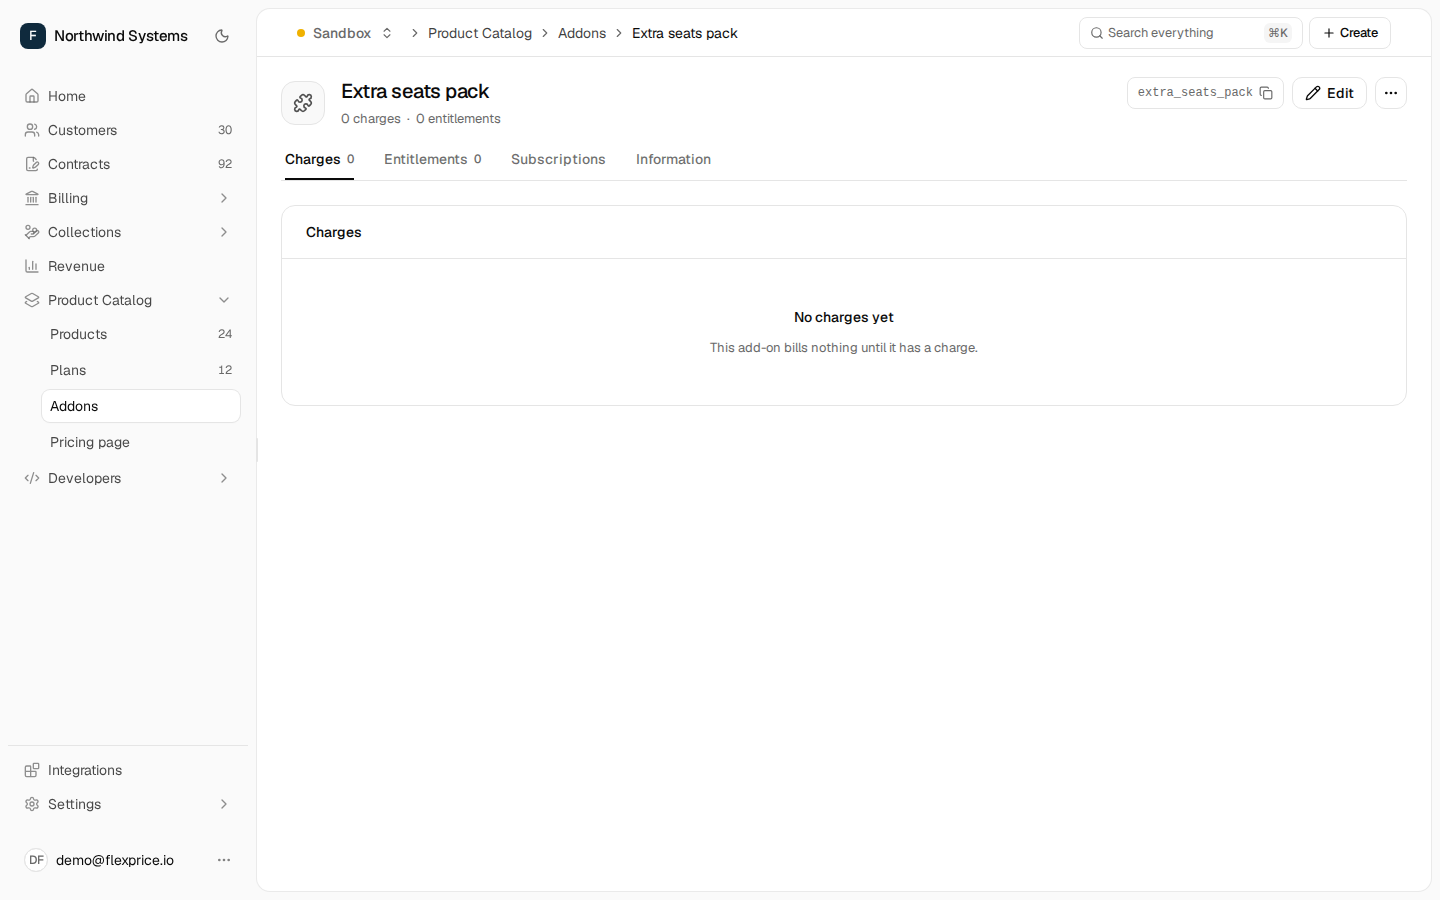 F Northwind Systems
Home
Customers 30
Contracts 92
Billing
Collections
Revenue
Product Catalog
Products 24
Plans 12
Addons
Pricing page
Developers
Integrations
Settings
DF demo@flexprice.io
Sandbox Product Catalog Addons Extra seats pack
Search everything ⌘K Create
Extra seats pack
0 charges · 0 entitlements
extra_seats_pack Edit
Charges 0 Entitlements 0 Subscriptions Information
Charges
No charges yet
This add-on bills nothing until it has a charge.